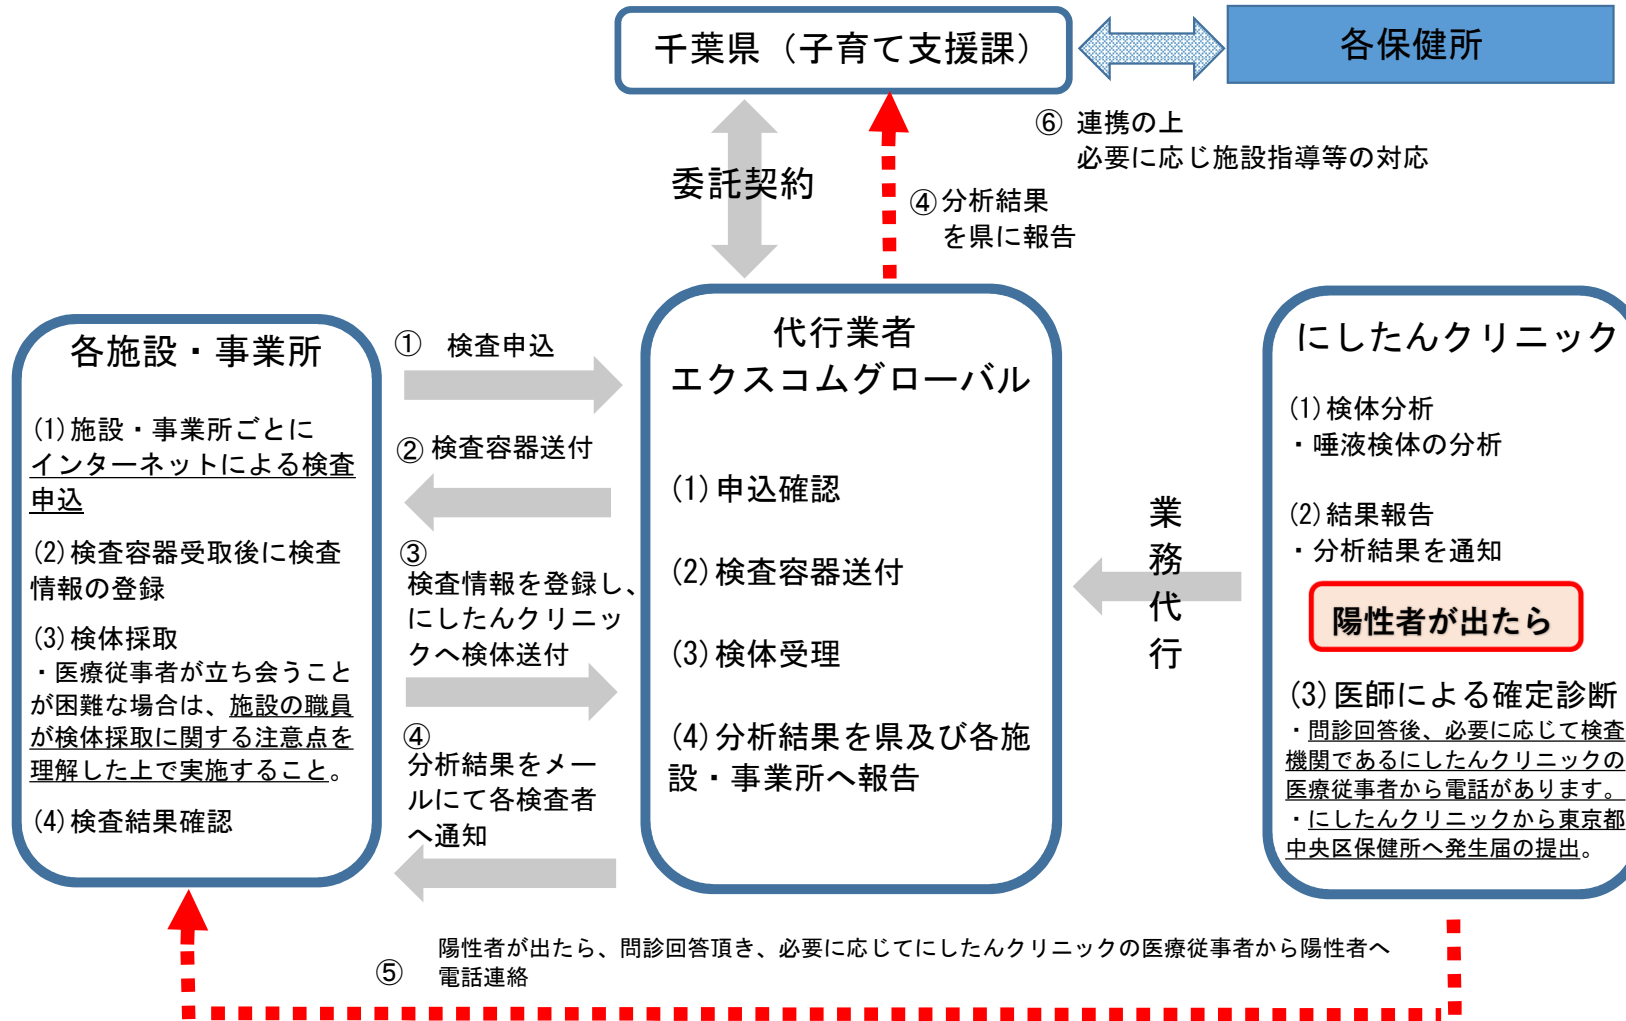 千葉県（子育て支援課）
各保健所
⑥ 連携の上
必要に応じ施設指導等の対応
委託契約
④分析結果
を県に報告
各施設・事業所
(1)施設・事業所ごとに
インターネットによる検査
申込
(2)検査容器受取後に検査
情報の登録
(3)検体採取
・医療従事者が立ち会うこと
が困難な場合は、施設の職員
が検体採取に関する注意点を
理解した上で実施すること。
(4)検査結果確認
① 検査申込
②検査容器送付
③
検査情報を登録し、
にしたんクリニッ
クへ検体送付
④
分析結果をメー
ルにて各検査者
へ通知
代行業者
エクスコムグローバル
(1)申込確認
(2)検査容器送付
(3)検体受理
(4)分析結果を県及び各施
設・事業所へ報告
業務代行
にしたんクリニック
(1)検体分析
・唾液検体の分析
(2)結果報告
・分析結果を通知
陽性者が出たら
(3)医師による確定診断
・問診回答後、必要に応じて検査
機関であるにしたんクリニックの
医療従事者から電話があります。
・にしたんクリニックから東京都
中央区保健所へ発生届の提出。
⑤ 陽性者が出たら、問診回答頂き、必要に応じてにしたんクリニックの医療従事者から陽性者へ
電話連絡